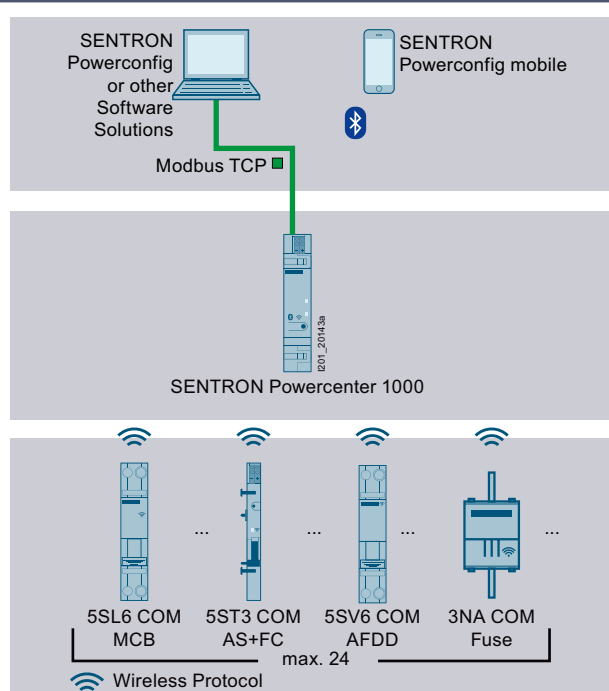 SENTRON
Powerconfig
or other
Software
Solutions
SENTRON
Powerconfig mobile
Modbus TCP
I201_20143a
SENTRON Powercenter 1000
... ... ... ...
5SL6 COM
MCB
5ST3 COM
AS+FC
5SV6 COM
AFDD
3NA COM
Fuse
max. 24
Wireless Protocol